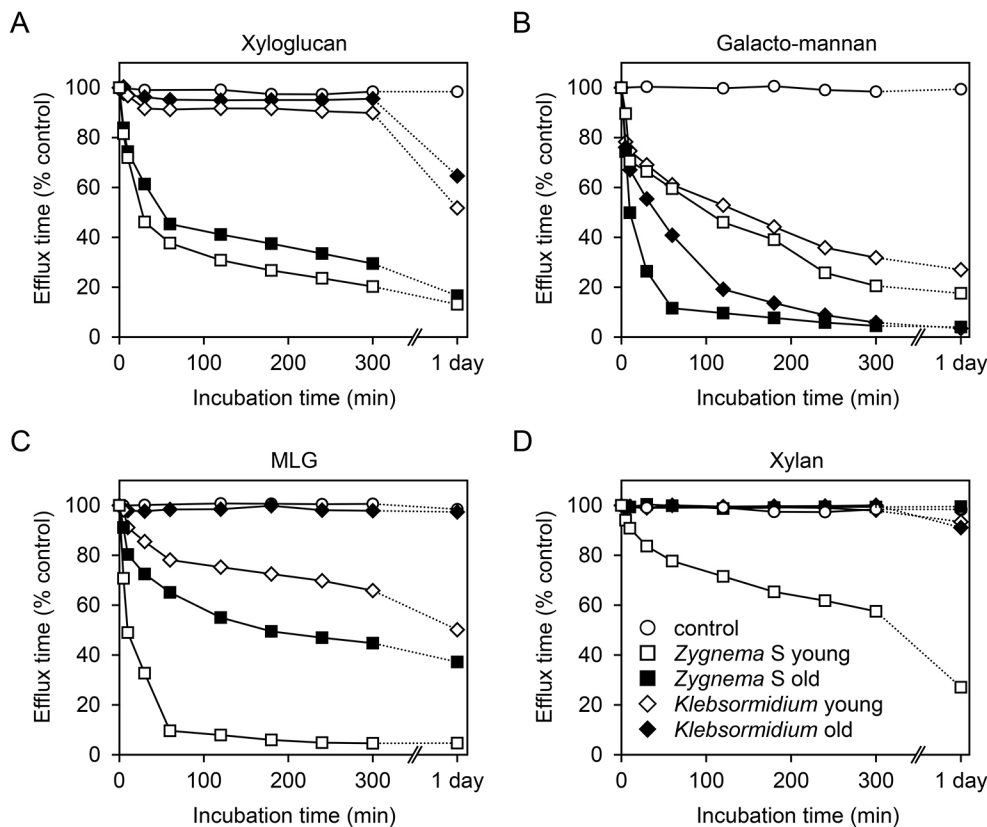 A
Xyloglucan
Efflux time (% control)
100
80
60
40
20
0
0 100 200 300 1 day
Incubation time (min)
B
Galacto-mannan
Efflux time (% control)
100
80
60
40
20
0
0 100 200 300 1 day
Incubation time (min)
C
MLG
Efflux time (% control)
100
80
60
40
20
0
0 100 200 300 1 day
Incubation time (min)
D
Xylan
Efflux time (% control)
100
80
60
40
20
0
control
Zygnema S young
Zygnema S old
Klebsormidium young
Klebsormidium old
0 100 200 300 1 day
Incubation time (min)